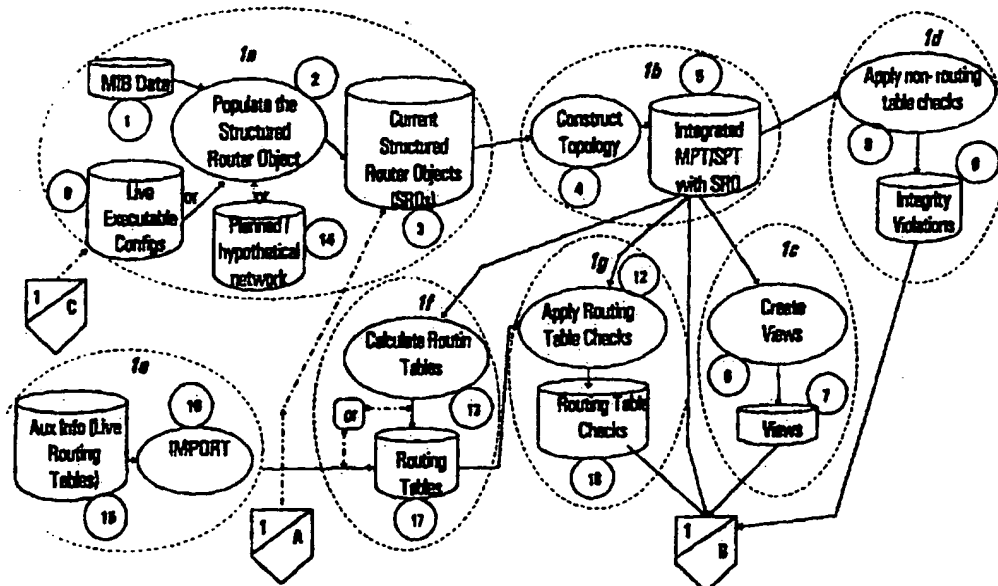 1a
MIB Data
1
2
Populate the
Structured
Router Object
Current
Structured
Router Objects
(SROs)
3
9
Live
Executable
Configs
or
or
Planned /
hypothetical
network
14
1
C
1b
5
Construct
Topology
4
Integrated
MPT/SPT
with SRO
1d
Apply non-routing
table checks
8
Integrity
Violations
1g
12
Apply Routing
Table Checks
Routing Table
Checks
18
1c
Create
Views
6
7
Views
1f
Calculate Routin
Tables
13
or
Routing
Tables
17
16
IMPORT
Aux Info (Live
Routing
Tables)
15
1
A
1
B